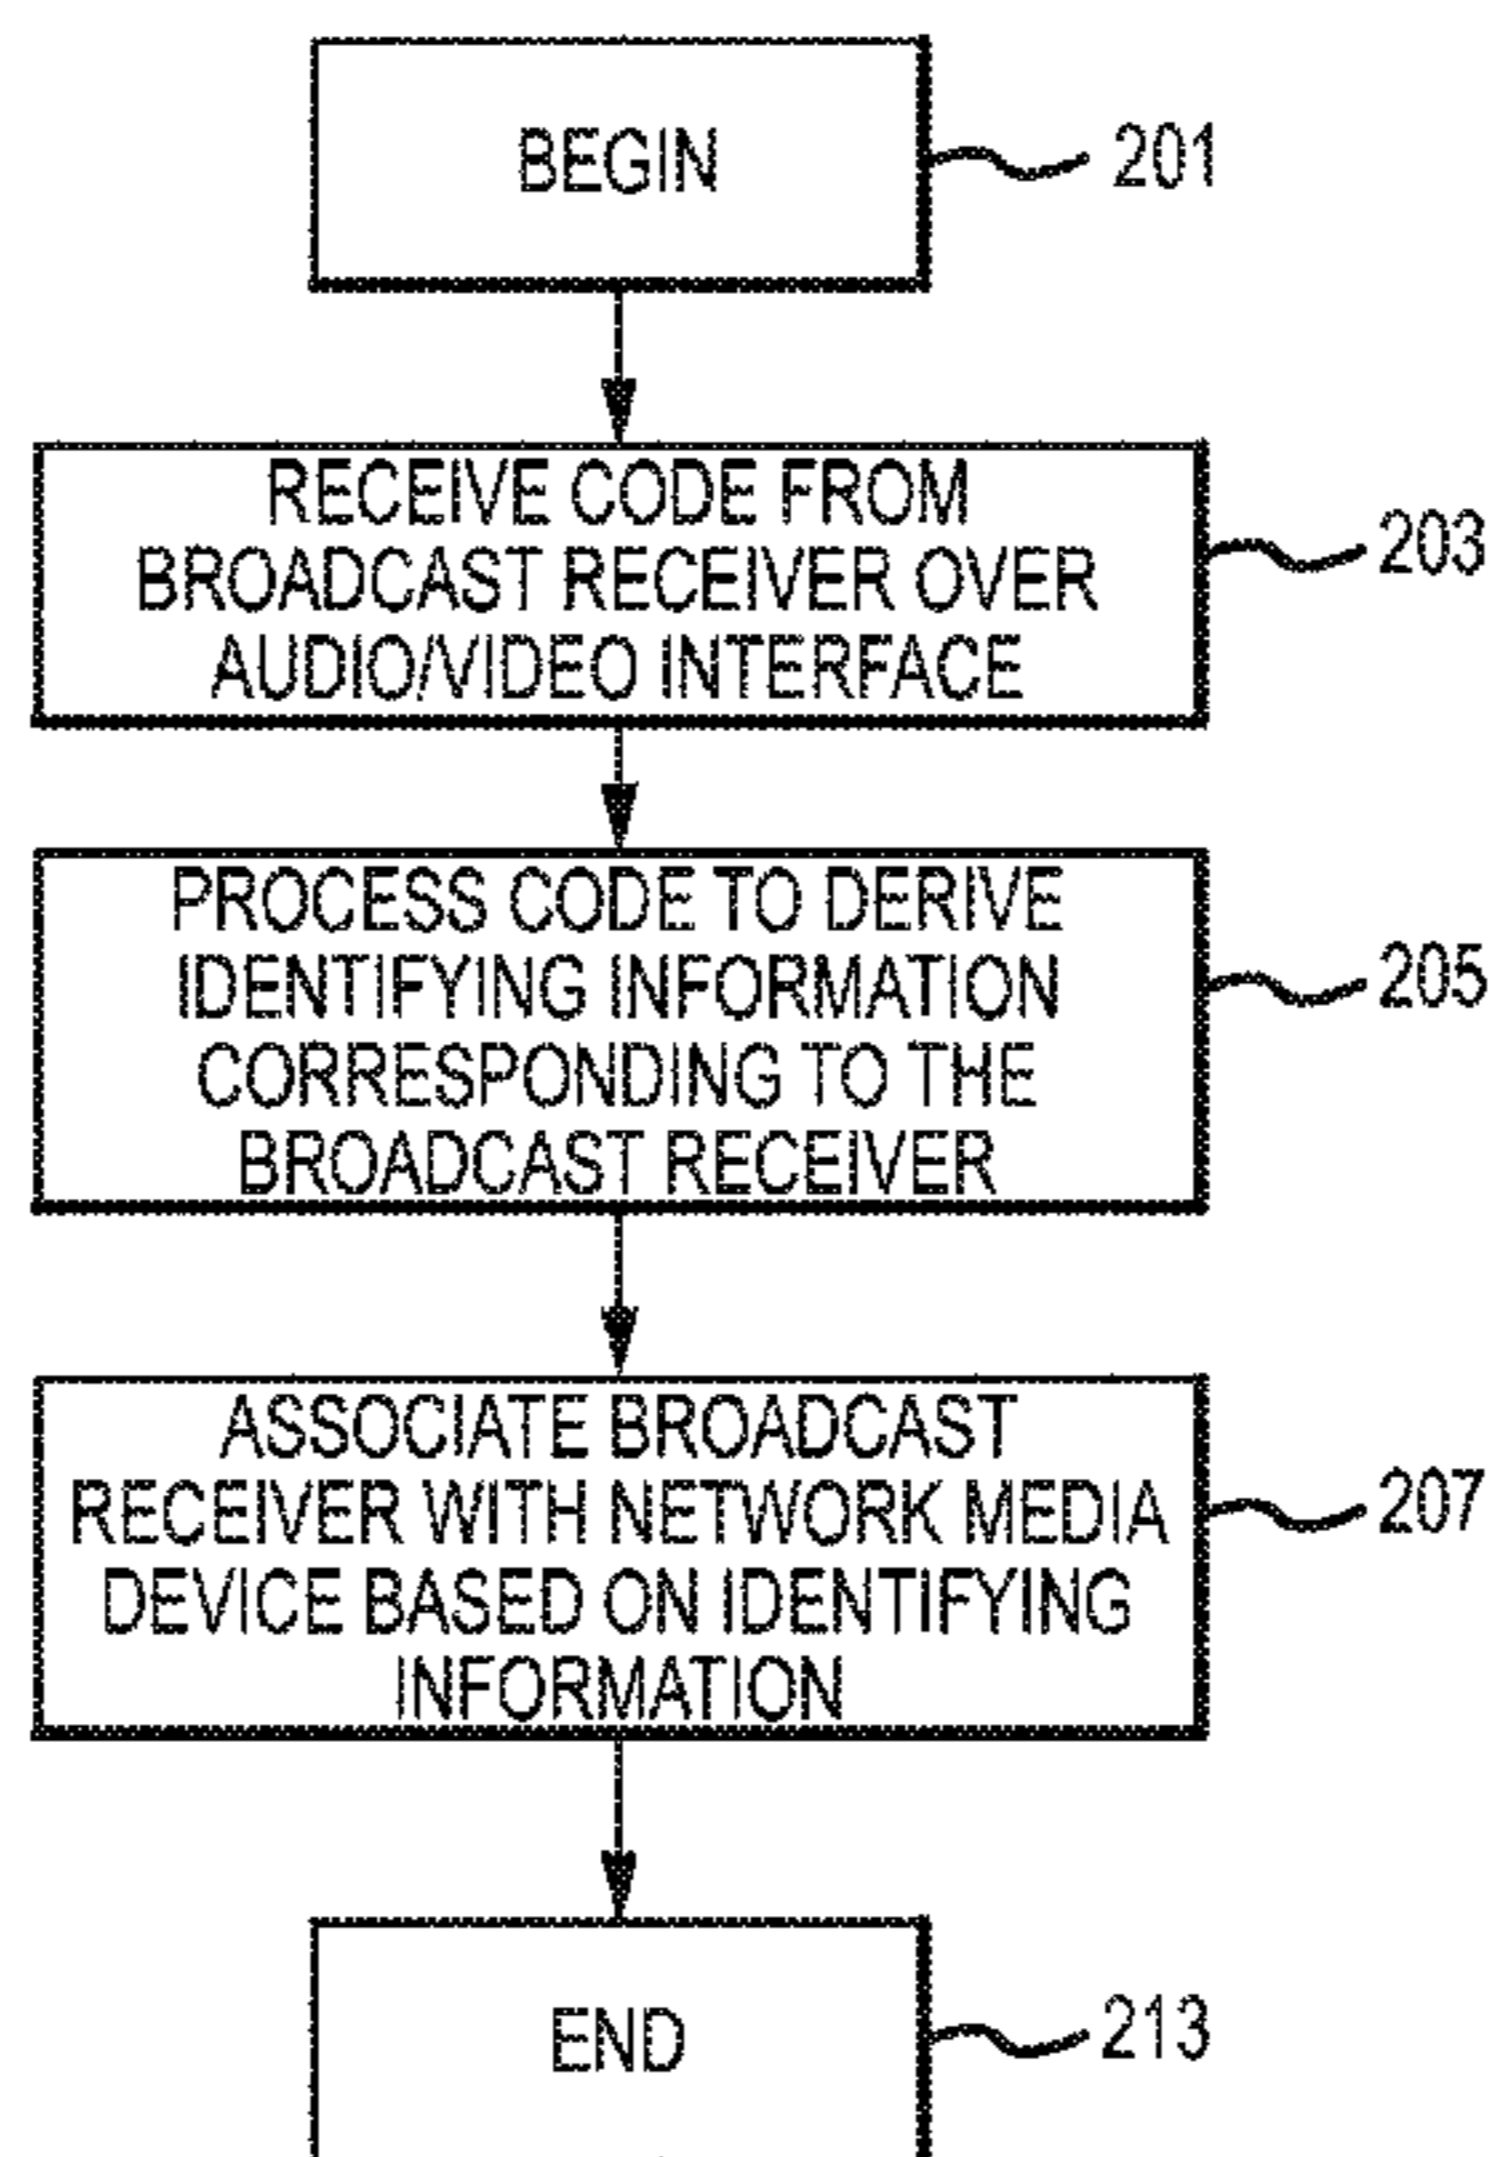 BEGIN
201
RECEIVE CODE FROM
BROADCAST RECEIVER OVER
AUDIO/VIDEO INTERFACE
203
PROCESS CODE TO DERIVE
IDENTIFYING INFORMATION
CORRESPONDING TO THE
BROADCAST RECEIVER
205
ASSOCIATE BROADCAST
RECEIVER WITH NETWORK MEDIA
DEVICE BASED ON IDENTIFYING
INFORMATION
207
END
213